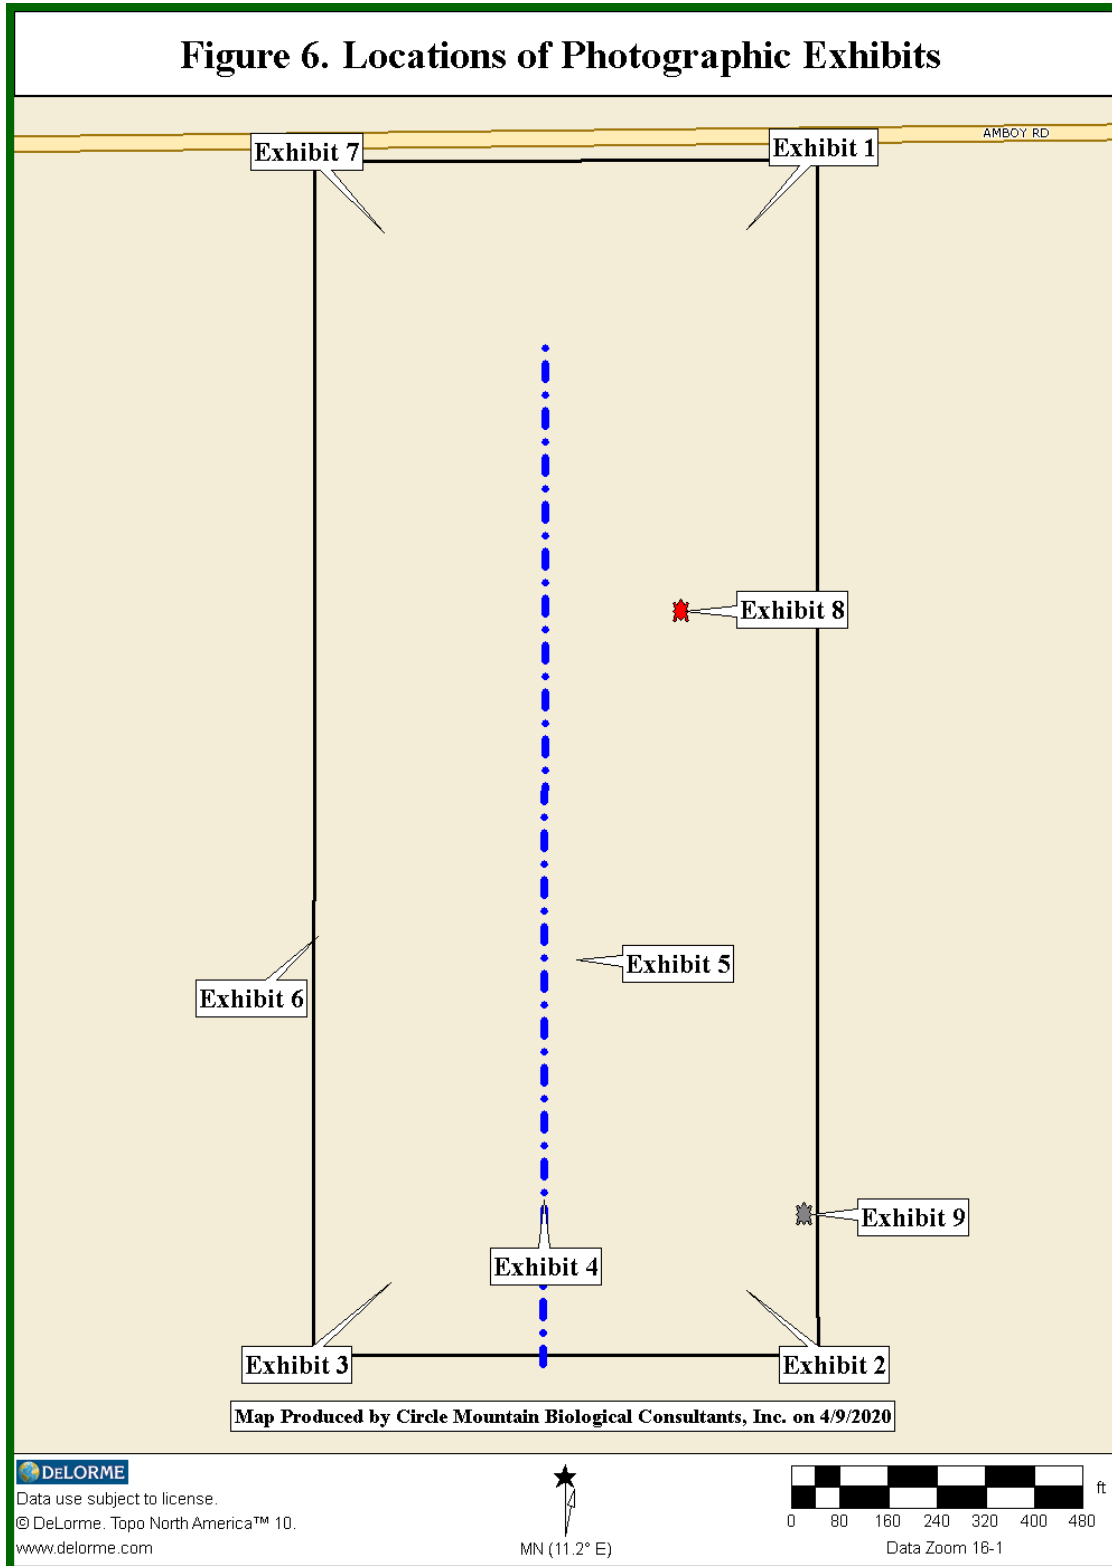 Figure 6. Locations of Photographic Exhibits
AMBOY RD
Exhibit 7
Exhibit 1
Exhibit 8
Exhibit 5
Exhibit 6
Exhibit 9
Exhibit 4
Exhibit 3
Exhibit 2
Map Produced by Circle Mountain Biological Consultants, Inc. on 4/9/2020
DELORME
Data use subject to license.
© DeLorme. Topo North America™ 10.
www.delorme.com
MN (11.2° E)
ft
0 80 160 240 320 400 480
Data Zoom 16-1